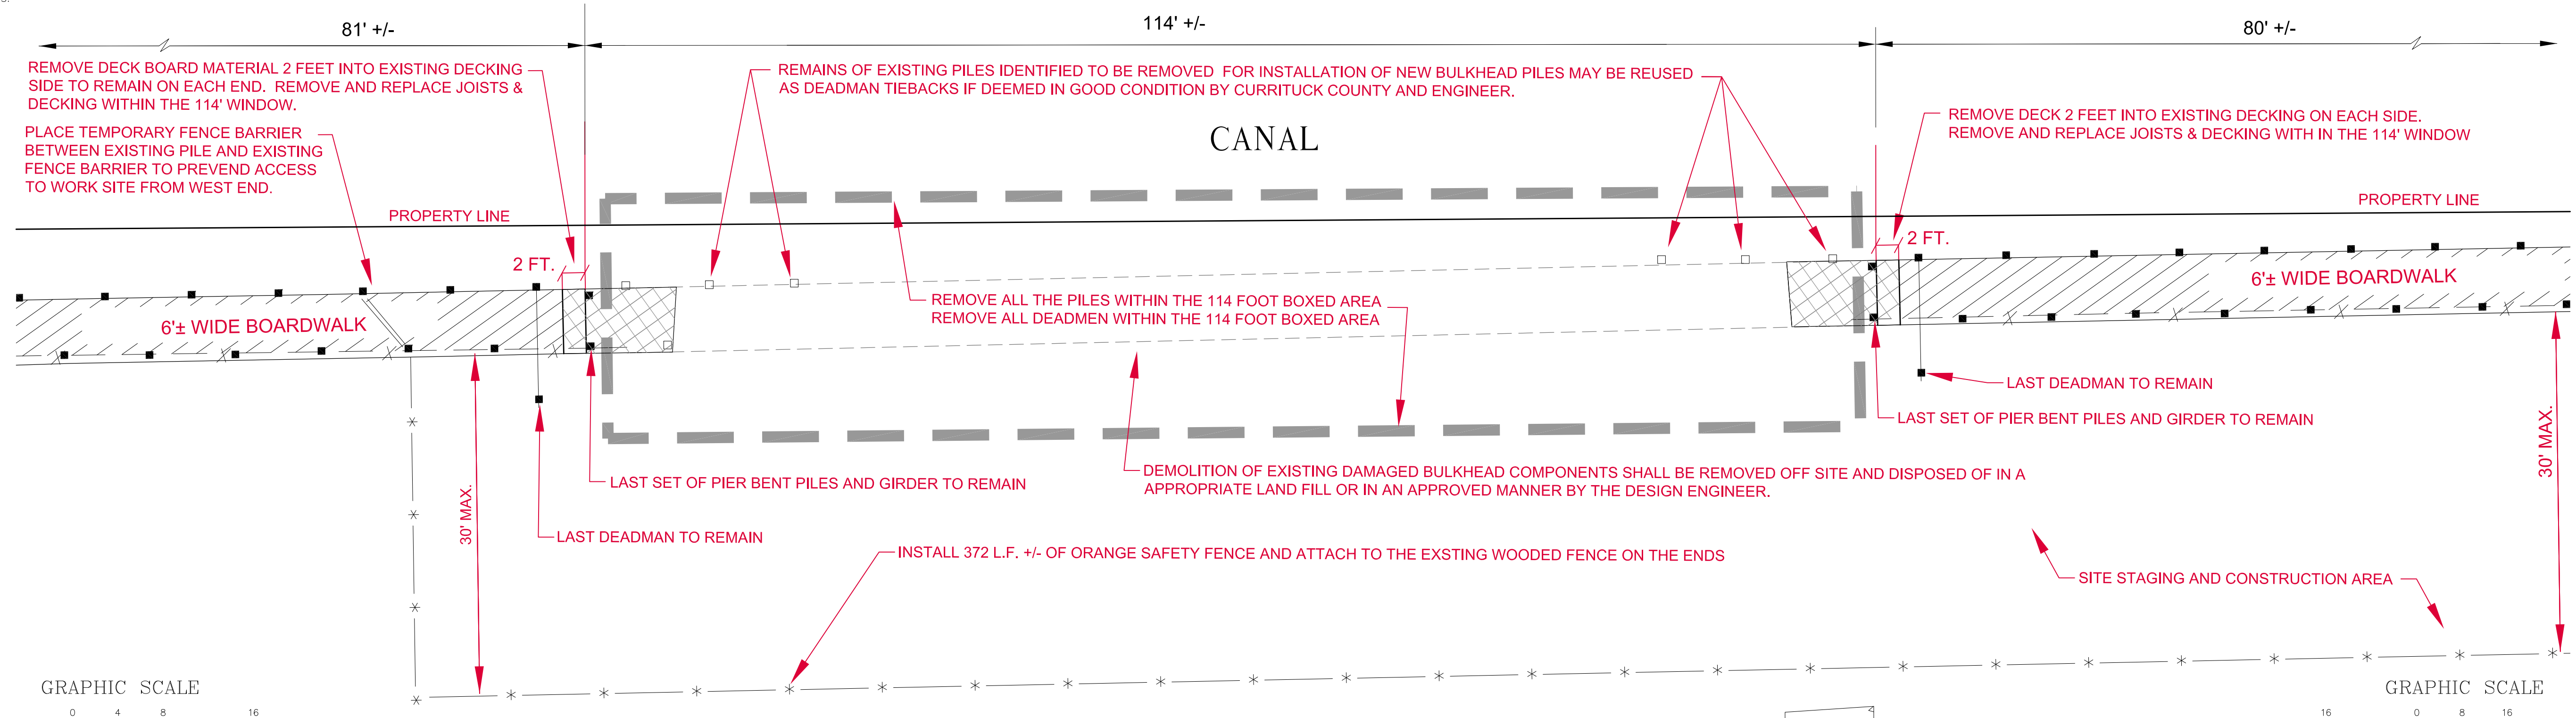 81' +/-
114' +/-
80' +/-
REMOVE DECK BOARD MATERIAL 2 FEET INTO EXISTING DECKING
SIDE TO REMAIN ON EACH END. REMOVE AND REPLACE JOISTS &
DECKING WITHIN THE 114' WINDOW.
REMAINS OF EXISTING PILES IDENTIFIED TO BE REMOVED FOR INSTALLATION OF NEW BULKHEAD PILES MAY BE REUSED
AS DEADMAN TIEBACKS IF DEEMED IN GOOD CONDITION BY CURRITUCK COUNTY AND ENGINEER.
REMOVE DECK 2 FEET INTO EXISTING DECKING ON EACH SIDE.
REMOVE AND REPLACE JOISTS & DECKING WITH IN THE 114' WINDOW
PLACE TEMPORARY FENCE BARRIER
BETWEEN EXISTING PILE AND EXISTING
FENCE BARRIER TO PREVEND ACCESS
TO WORK SITE FROM WEST END.
CANAL
PROPERTY LINE
PROPERTY LINE
2 FT.
2 FT.
6'± WIDE BOARDWALK
6'± WIDE BOARDWALK
REMOVE ALL THE PILES WITHIN THE 114 FOOT BOXED AREA
REMOVE ALL DEADMEN WITHIN THE 114 FOOT BOXED AREA
LAST DEADMAN TO REMAIN
LAST SET OF PIER BENT PILES AND GIRDER TO REMAIN
30' MAX.
DEMOLITION OF EXISTING DAMAGED BULKHEAD COMPONENTS SHALL BE REMOVED OFF SITE AND DISPOSED OF IN A
APPROPRIATE LAND FILL OR IN AN APPROVED MANNER BY THE DESIGN ENGINEER.
LAST SET OF PIER BENT PILES AND GIRDER TO REMAIN
30' MAX.
LAST DEADMAN TO REMAIN
INSTALL 372 L.F. +/- OF ORANGE SAFETY FENCE AND ATTACH TO THE EXSTING WOODED FENCE ON THE ENDS
SITE STAGING AND CONSTRUCTION AREA
GRAPHIC SCALE
0 4 8 16
GRAPHIC SCALE
16 0 8 16